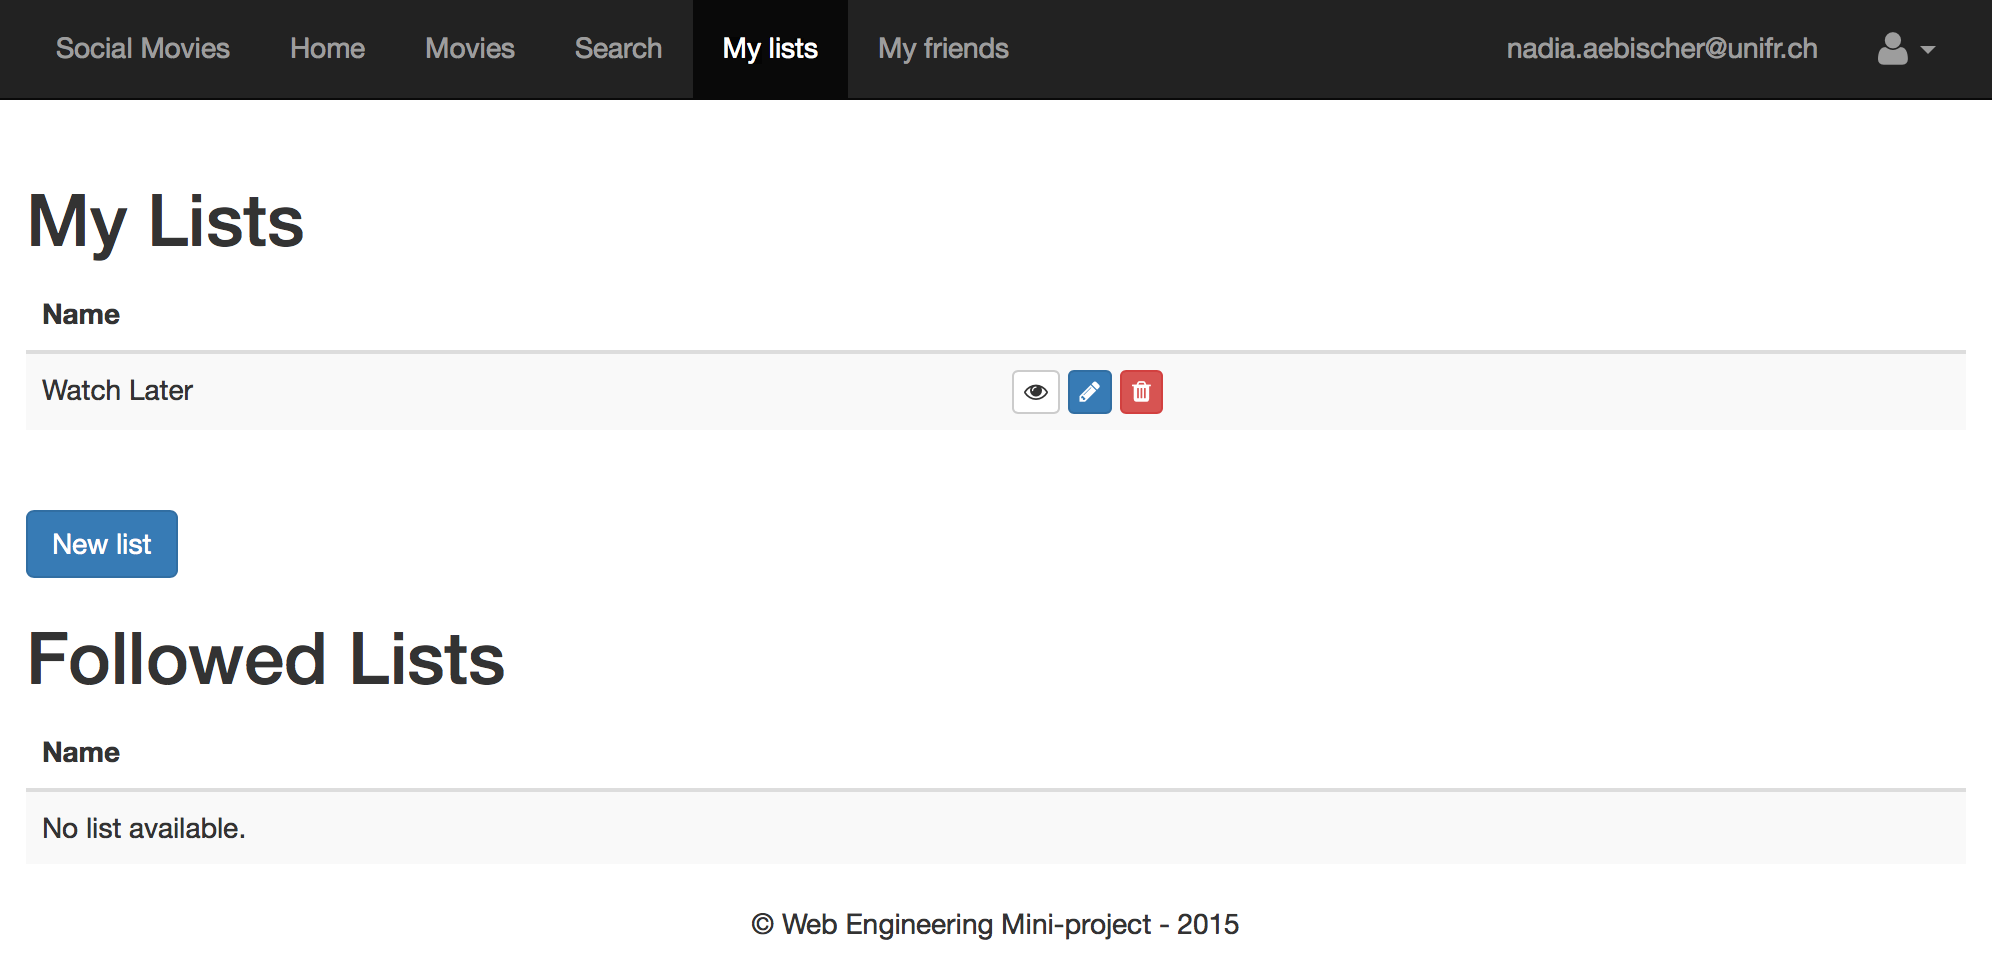 Social Movies Home Movies Search My lists My friends nadia.aebischer@unifr.ch
My Lists
Name
Watch Later
New list
Followed Lists
Name
No list available.
© Web Engineering Mini-project - 2015